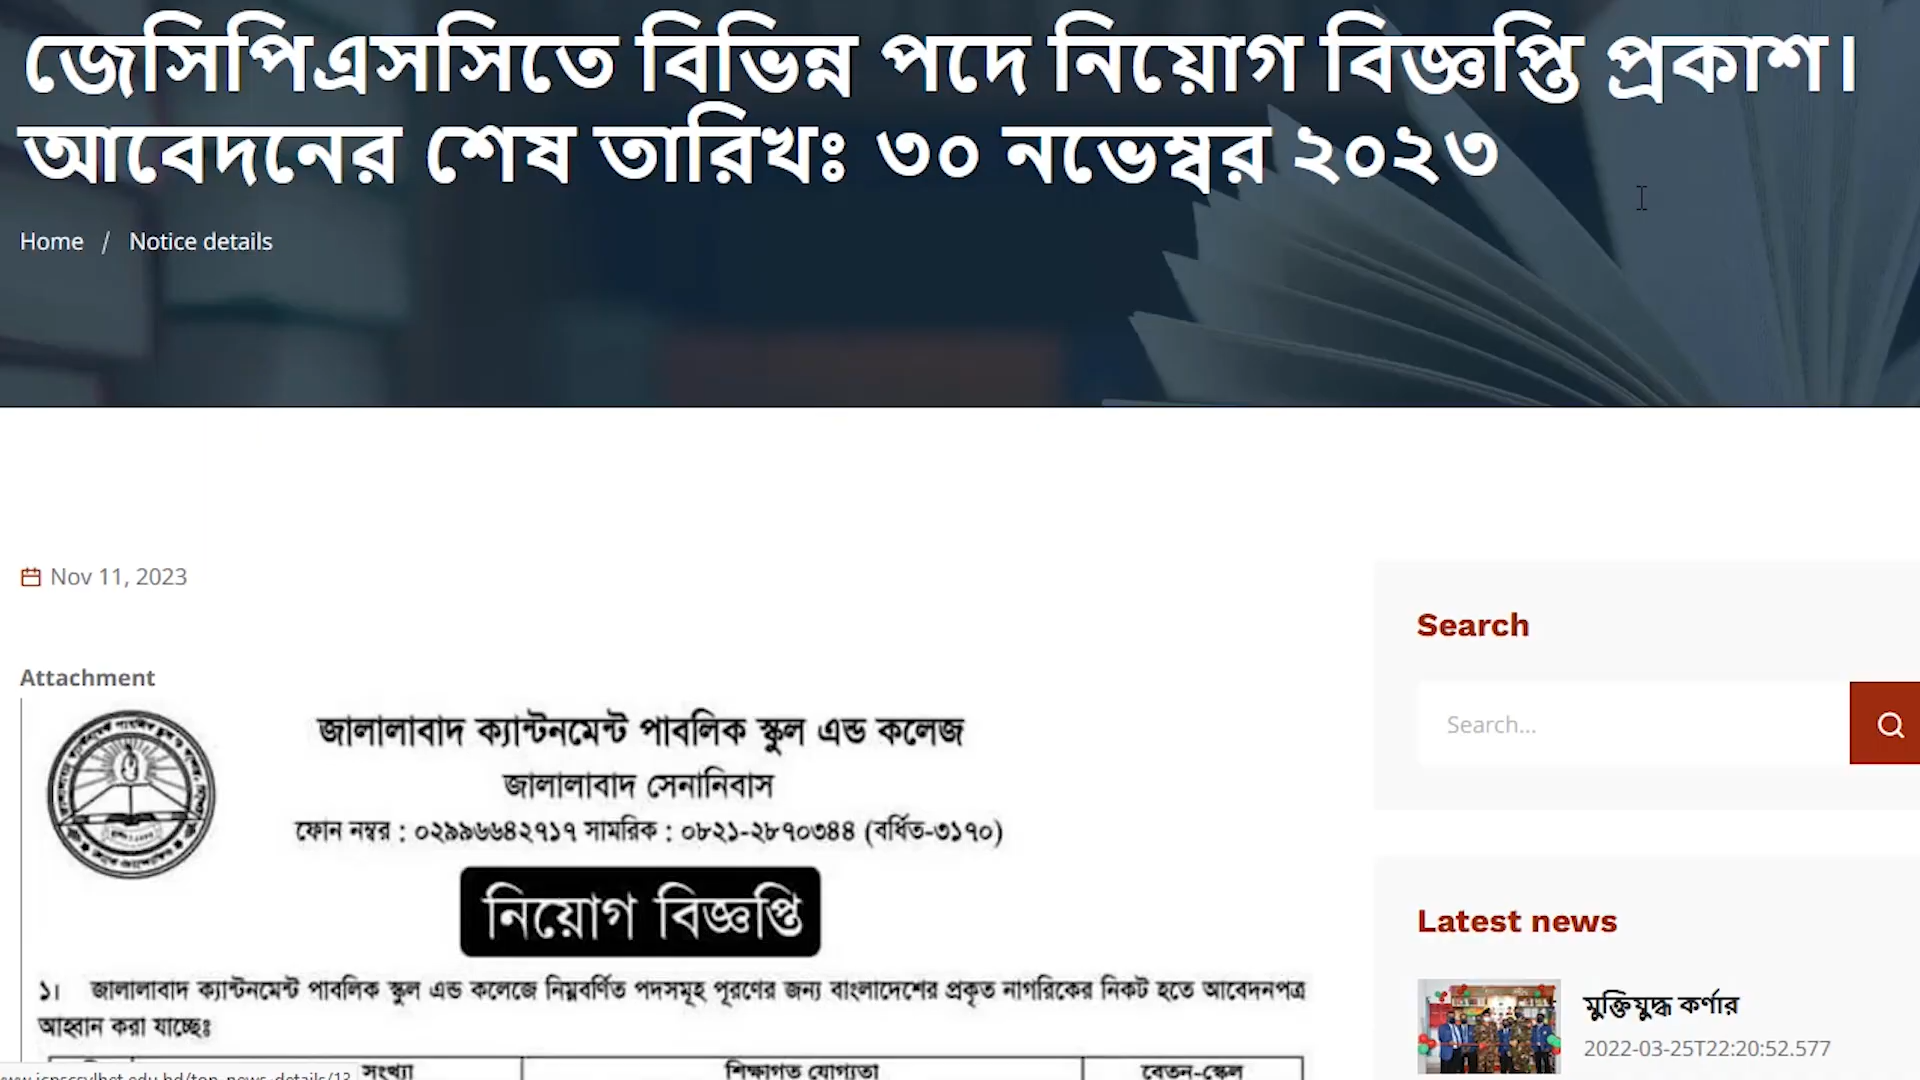 জেসিপিএসসিতে বিভিন্ন পদে নিয়োগ বিজ্ঞপ্তি প্রকাশ।
আবেদনের শেষ তারিখঃ ৩০ নভেম্বর ২০২৩
Home / Notice details
Nov 11, 2023
Attachment
জালালাবাদ ক্যান্টনমেন্ট পাবলিক স্কুল এন্ড কলেজ
জালালাবাদ সেনানিবাস
ফোন নম্বর : ০২৯৯৬৬৪২৭১৭ সামরিক : ০৮২১-২৮৭০৩৪৪ (বর্ধিত-৩১৭০)
নিয়োগ বিজ্ঞপ্তি
১। জালালাবাদ ক্যান্টনমেন্ট পাবলিক স্কুল এন্ড কলেজে নিম্নবর্ণিত পদসমূহ পূরণের জন্য বাংলাদেশের প্রকৃত নাগরিকের নিকট হতে আবেদনপত্র
আহ্বান করা যাচ্ছেঃ
সংখ্যা শিক্ষাগত যোগ্যতা বেতন-স্কেল
Search
Search...
Latest news
মুক্তিযুদ্ধ কর্ণার
2022-03-25T22:20:52.577